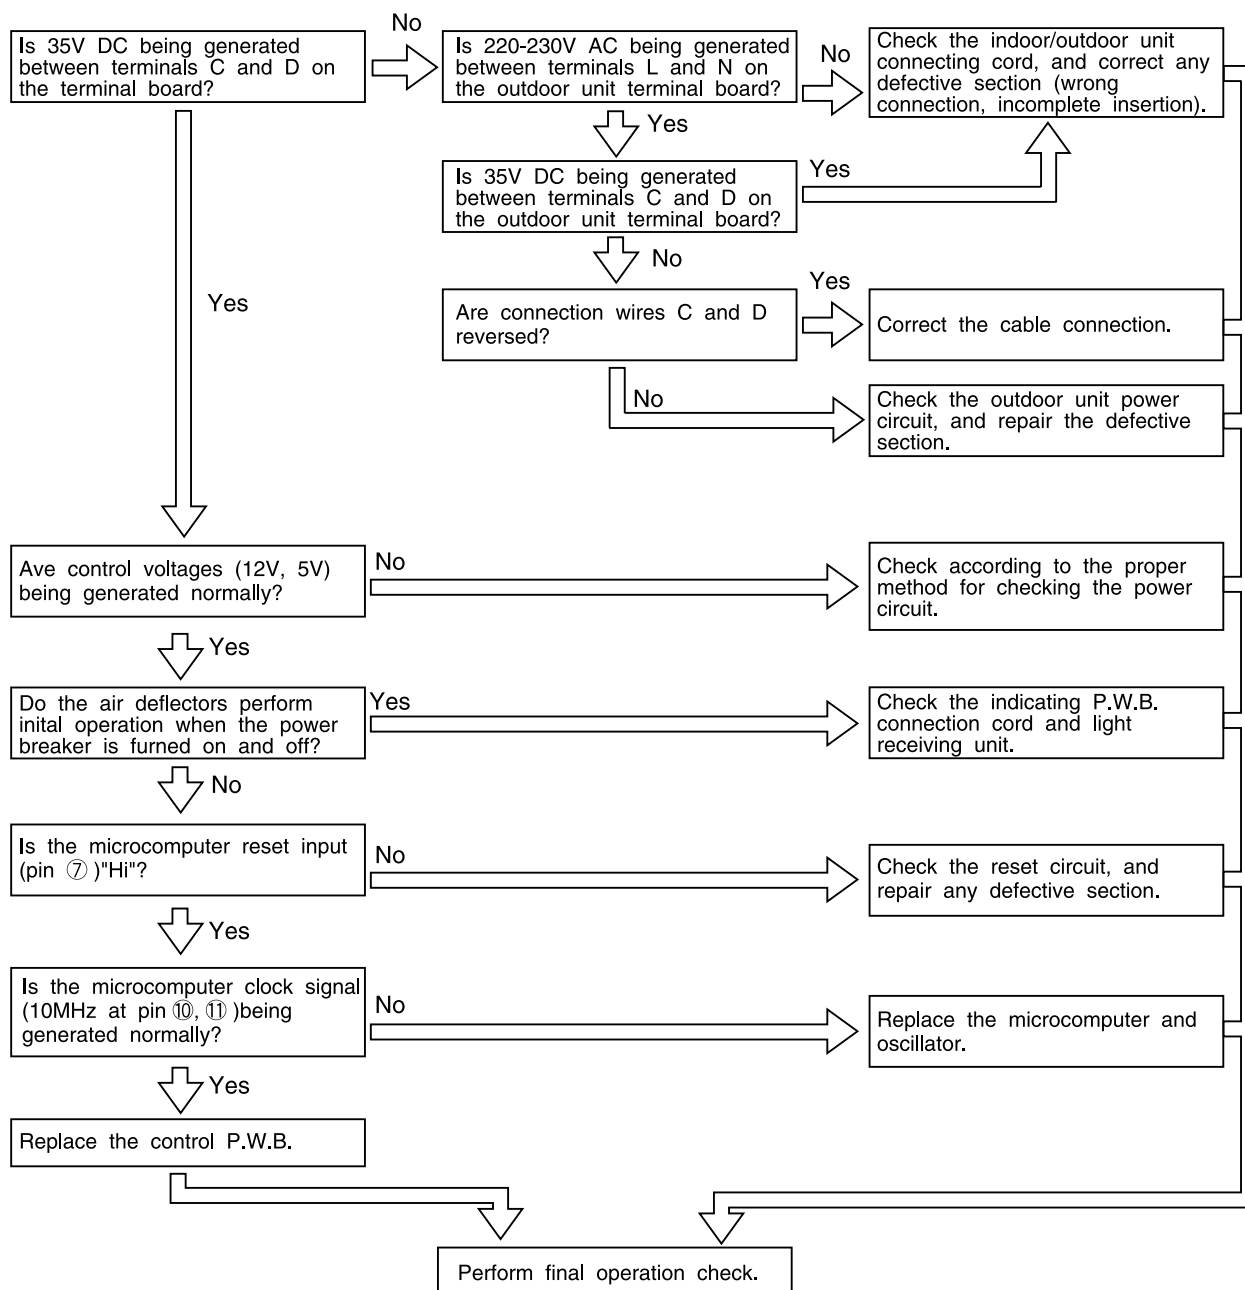 Is 35V DC being generated
between terminals C and D on
the terminal board?
No
Is 220-230V AC being generated
between terminals L and N on
the outdoor unit terminal board?
No
Check the indoor/outdoor unit
connecting cord, and correct any
defective section (wrong
connection, incomplete insertion).
Yes
Is 35V DC being generated
between terminals C and D on
the outdoor unit terminal board?
Yes
No
Yes
Are connection wires C and D
reversed?
Yes
Correct the cable connection.
No
Check the outdoor unit power
circuit, and repair the defective
section.
Ave control voltages (12V, 5V)
being generated normally?
No
Check according to the proper
method for checking the power
circuit.
Yes
Do the air deflectors perform
inital operation when the power
breaker is furned on and off?
Yes
Check the indicating P.W.B.
connection cord and light
receiving unit.
No
Is the microcomputer reset input
(pin ⑦ )"Hi"?
No
Check the reset circuit, and
repair any defective section.
Yes
Is the microcomputer clock signal
(10MHz at pin ⑩, ⑪ )being
generated normally?
No
Replace the microcomputer and
oscillator.
Yes
Replace the control P.W.B.
Perform final operation check.